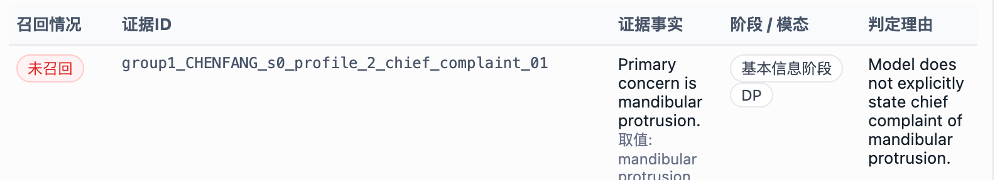 召回情况 证据ID 证据事实 阶段 / 模态 判定理由
未召回 group1_CHENFANG_s0_profile_2_chief_complaint_01
Primary
concern is
mandibular
protrusion.
取值:
mandibular
protrusion
基本信息阶段
DP
Model does
not explicitly
state chief
complaint of
mandibular
protrusion.